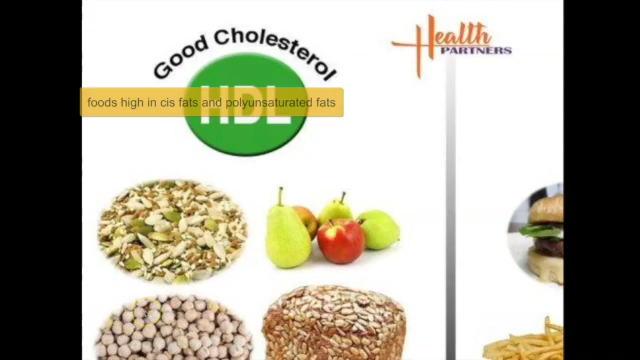 Good Cholesterol
HDL
foods high in cis fats and polyunsaturated fats
Health
PARTNERS